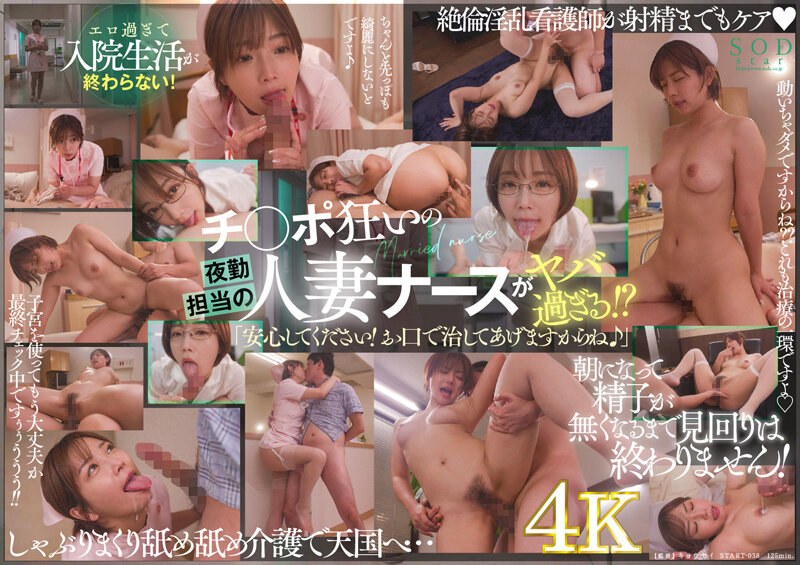 エロ過ぎて
入院生活が
終わらない!
ちゃんと先っぽも
綺麗にしないと
ですよ♪
絶倫淫乱看護師が射精までもケア♥
SOD
star
動いちゃダメですからね??これも治療の一環ですよ♡
チ〇ポ狂いの
Married nurse
夜勤
担当の
人妻ナースが
ヤバ
過ぎる!?
「安心してください!お口で治してあげますからね♪」
子宮を使ってもう大丈夫か
最終チェック中ですぅぅうううう!!
朝になって
精子が
無くなるまで見回りは
終わりません!
4K
しゃぶりまくり舐め舐め介護で天国へ…
START-038 125min.